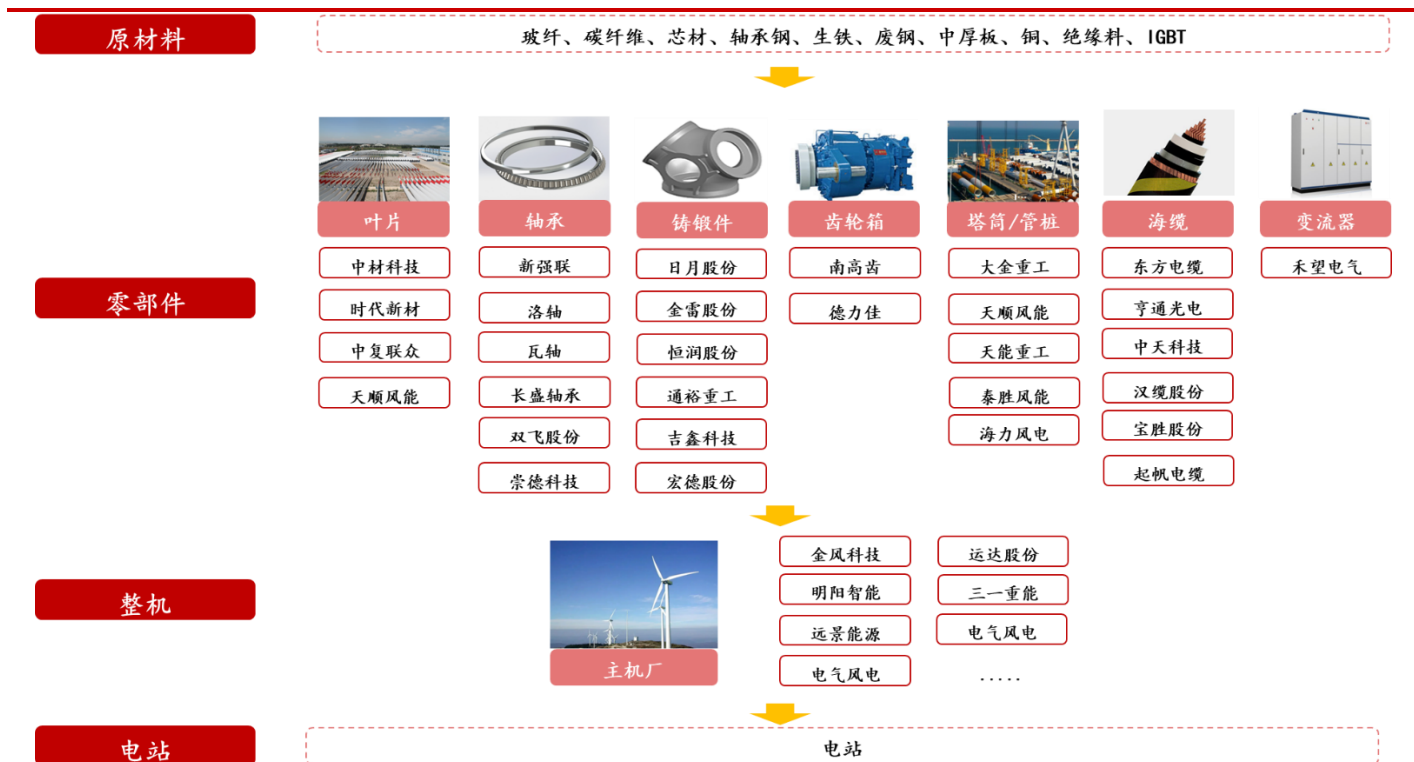 原材料
玻纤、碳纤维、芯材、轴承钢、生铁、废钢、中厚板、铜、绝缘料、IGBT
零部件
叶片
中材科技
时代新材
中复联众
天顺风能
轴承
新强联
洛轴
瓦轴
长盛轴承
双飞股份
崇德科技
铸锻件
日月股份
金雷股份
恒润股份
通裕重工
吉鑫科技
宏德股份
齿轮箱
南高齿
德力佳
塔筒/管桩
大金重工
天顺风能
天能重工
泰胜风能
海力风电
海缆
东方电缆
亨通光电
中天科技
汉缆股份
宝胜股份
起帆电缆
变流器
禾望电气
整机
主机厂
金风科技
明阳智能
远景能源
电气风电
运达股份
三一重能
电气风电
.....
电站
电站